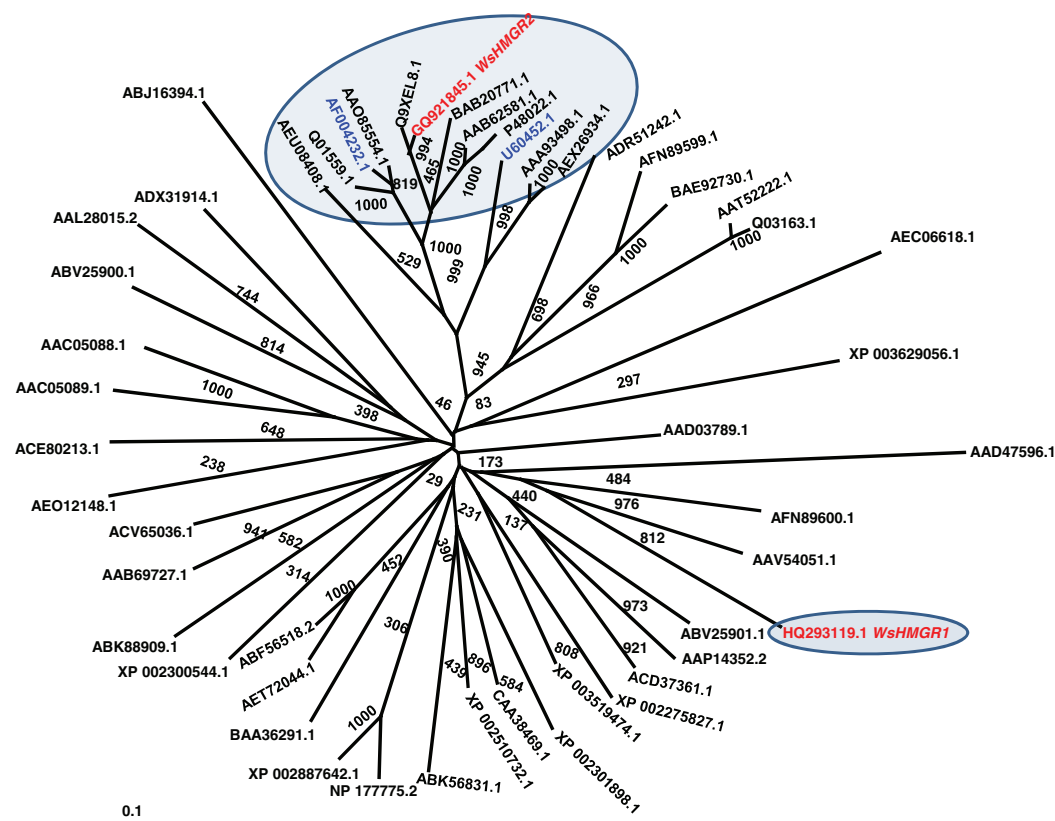 ABJ16394.1
AEU08408.1
Q01559.1
AF004232.1
AAO85554.1
Q9XEL8.1
GQ921845.1 WsHMGR2
BAB20771.1
AAB62581.1
P48022.1
U60452.1
AAA93498.1
AEX26934.1
ADR51242.1
AFN89599.1
BAE92730.1
AAT52222.1
Q03163.1
AEC06618.1
XP 003629056.1
AAD03789.1
AAD47596.1
AFN89600.1
AAV54051.1
HQ293119.1 WsHMGR1
ABV25901.1
AAP14352.2
ACD37361.1
XP 002275827.1
XP 003519474.1
XP 002301898.1
CAA38469.1
XP 002510732.1
ABK56831.1
NP 177775.2
XP 002887642.1
BAA36291.1
AET72044.1
ABF56518.2
XP 002300544.1
ABK88909.1
AAB69727.1
ACV65036.1
AEO12148.1
ACE80213.1
AAC05089.1
AAC05088.1
ABV25900.1
AAL28015.2
ADX31914.1
1000
819
994
465
1000
1000
1000
998
529
1000
999
698
1000
966
1000
945
297
83
46
744
814
1000
398
648
238
173
484
976
812
440
137
973
921
808
231
29
390
941
582
314
1000
452
306
1000
439
896
584
0.1